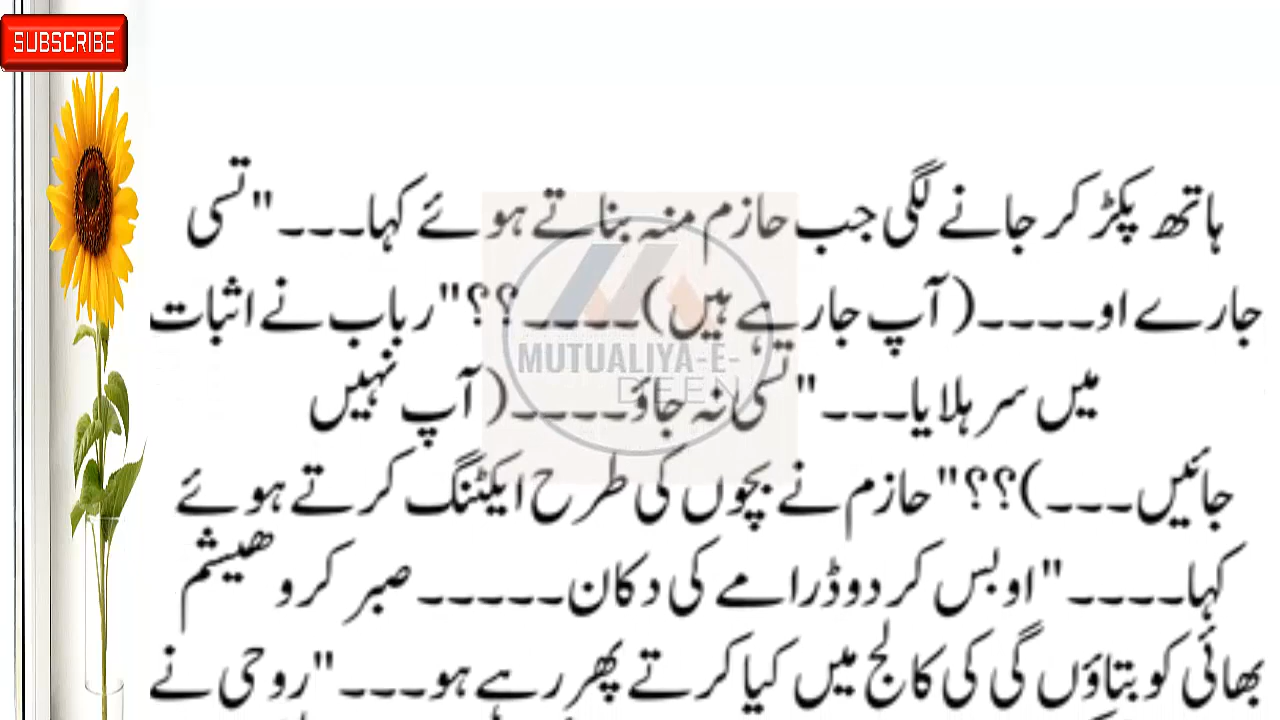 SUBSCRIBE
ہاتھ پکڑ کر جانے لگی جب حازم منہ بناتے ہوئے کہا۔۔۔"تسی
جارے او۔۔۔۔(آپ جارہے ہیں)۔۔۔۔؟؟"رباب نے اثبات
میں سر ہلایا۔۔۔"تسی نہ جاؤ۔۔۔۔(آپ نہیں
جائیں۔۔۔)؟؟"حازم نے بچوں کی طرح ایکٹنگ کرتے ہوئے
کہا۔۔۔۔"او بس کر دو ڈرامے کی دکان۔۔۔۔۔صبر کرو ھیشم
بھائی کو بتاؤں گی کی کالج میں کیا کرتے پھر رہے ہو۔۔۔"روحی نے
MUTUALIYA-E-
DEEN